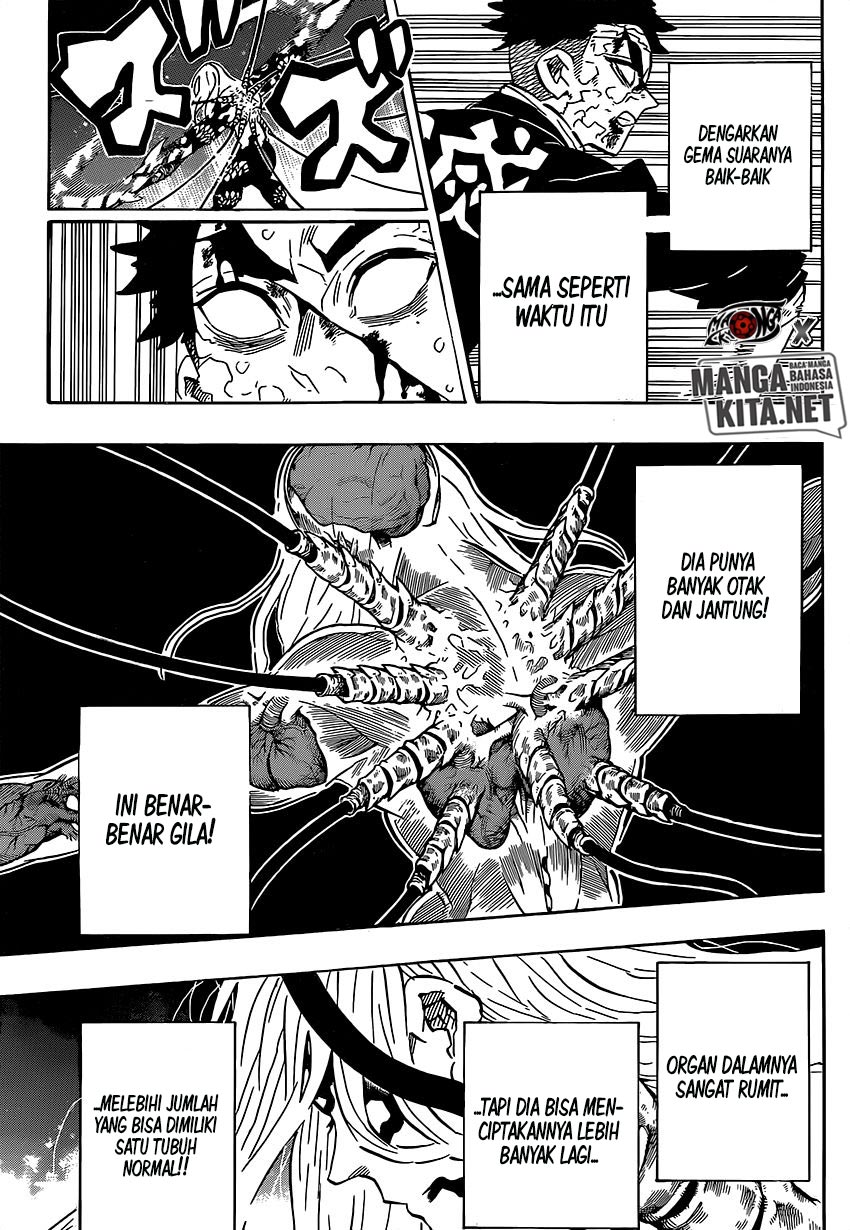 DENGARKAN
GEMA SUARANYA
BAIK-BAIK
ズズ
...SAMA SEPERTI
WAKTU ITU
X
MANGA
KITA.NET
BACA MANGA
BAHASA
INDONESIA
DIA PUNYA
BANYAK OTAK
DAN JANTUNG!
INI BENAR-
BENAR GILA!
ORGAN DALAMNYA
SANGAT RUMIT...
...TAPI DIA BISA MEN-
CIPTAKANNYA LEBIH
BANYAK LAGI...
...MELEBIHI JUMLAH
YANG BISA DIMILIKI
SATU TUBUH
NORMAL!!